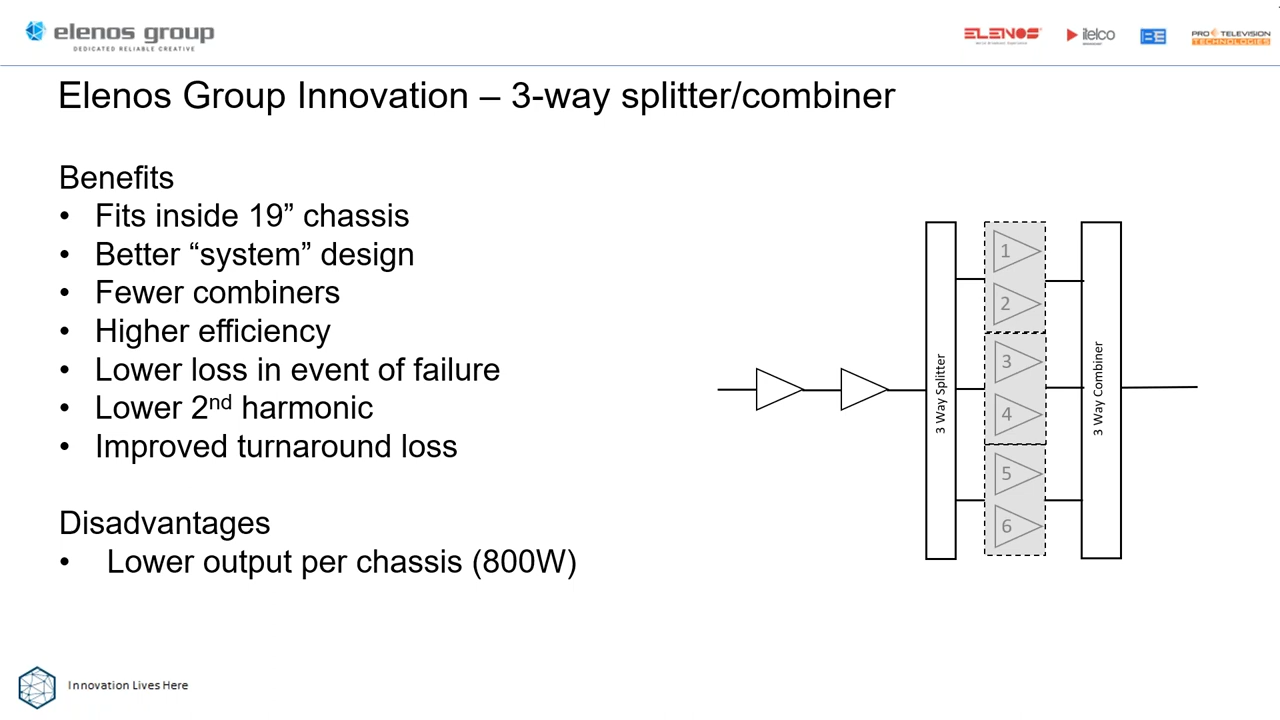 elenos group
DEDICATED RELIABLE CREATIVE
ELENOS
itelco
BE
PRO TELEVISION
TECHNOLOGIES
Elenos Group Innovation – 3-way splitter/combiner
Benefits
• Fits inside 19” chassis
• Better “system” design
• Fewer combiners
• Higher efficiency
• Lower loss in event of failure
• Lower 2nd harmonic
• Improved turnaround loss
Disadvantages
• Lower output per chassis (800W)
3 Way Splitter
1
2
3
4
5
6
3 Way Combiner
Innovation Lives Here